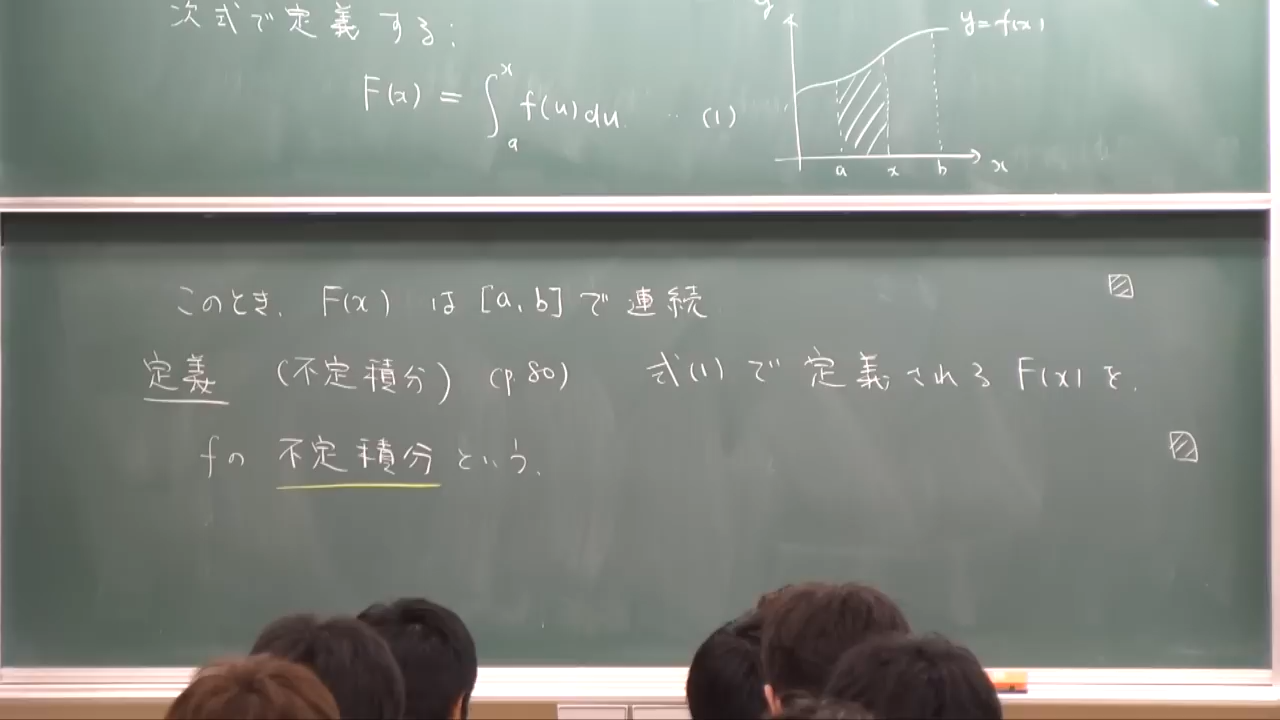 次式で定義する:
F(x) = ∫_a^x f(u)du ‥ (1)
y
y=f(x)
a x b x
このとき、F(x) は [a, b] で連続
定義 (不定積分) (p.80) 式(1)で定義されるF(x)を、
fの不定積分という、